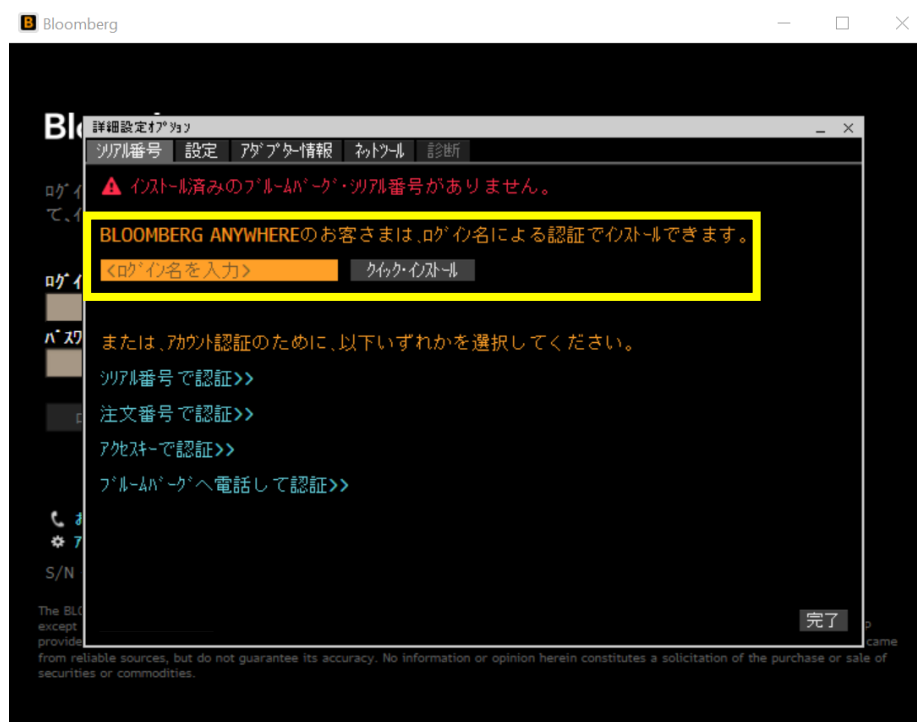 Bloomberg
詳細設定ｵﾌﾟｼｮﾝ
ｼﾘｱﾙ番号 設定 ｱﾀﾞﾌﾟﾀｰ情報 ﾈｯﾄﾂｰﾙ 診断
ｲﾝｽﾄｰﾙ済みのﾌﾞﾙｰﾑﾊﾞｰｸﾞ・ｼﾘｱﾙ番号がありません。
BLOOMBERG ANYWHEREのお客さまは､ﾛｸﾞｲﾝ名による認証でｲﾝｽﾄｰﾙできます。
<ﾛｸﾞｲﾝ名を入力> ｸｲｯｸ・ｲﾝｽﾄｰﾙ
または､ｱｶｳﾝﾄ認証のために､以下いずれかを選択してください。
ｼﾘｱﾙ番号で認証>>
注文番号で認証>>
ｱｸｾｽｷｰで認証>>
ﾌﾞﾙｰﾑﾊﾞｰｸﾞへ電話して認証>>
S/N
完了
The
except
provide came
from reliable sources, but do not guarantee its accuracy. No information or opinion herein constitutes a solicitation of the purchase or sale of
securities or commodities.